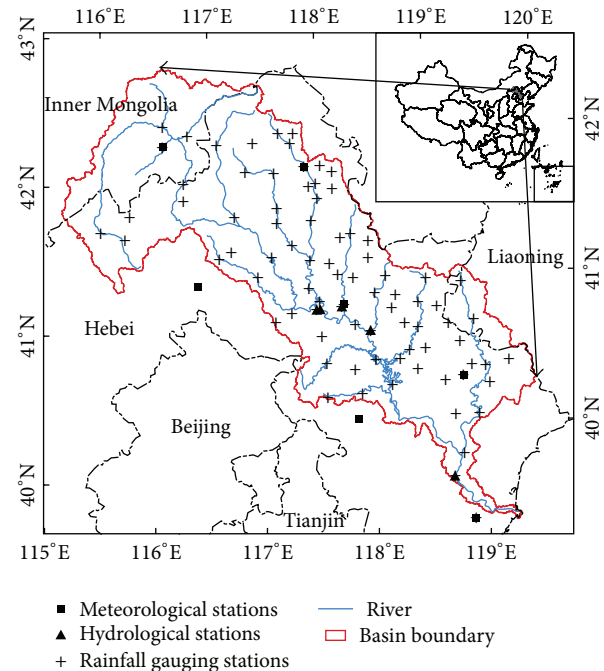 116°E 117°E 118°E 119°E 120°E
43°N
42°N
41°N
40°N
42°N
41°N
40°N
Inner Mongolia
Liaoning
Hebei
Beijing
Tianjin
115°E 116°E 117°E 118°E 119°E
Meteorological stations
Hydrological stations
Rainfall gauging stations
River
Basin boundary